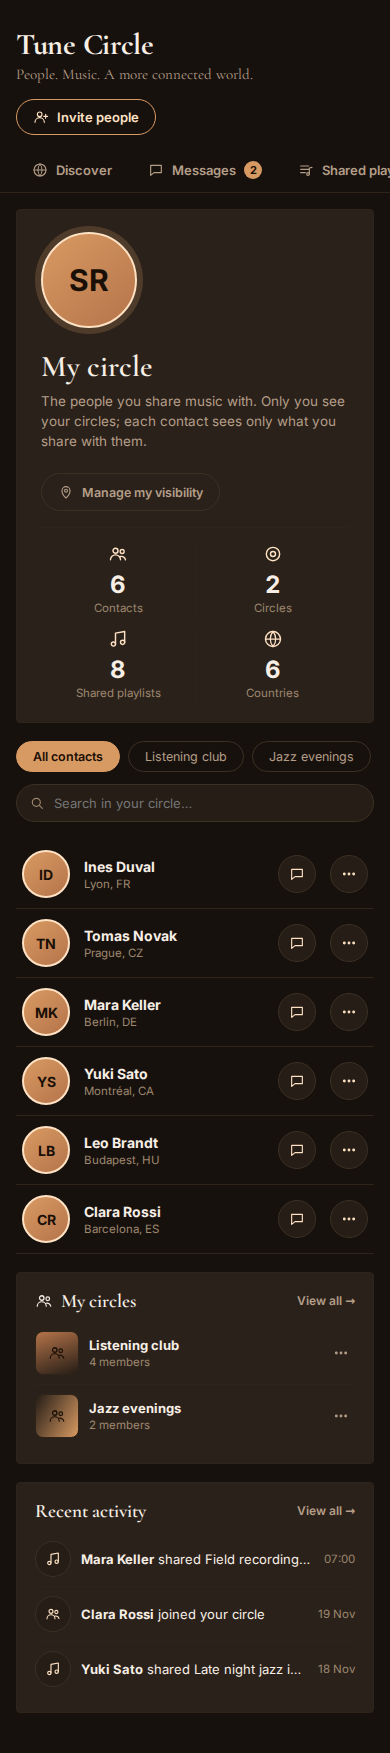 Tune Circle
People. Music. A more connected world.
Invite people
Discover
Messages 2
Shared play
SR
My circle
The people you share music with. Only you see
your circles; each contact sees only what you
share with them.
Manage my visibility
6
Contacts
2
Circles
8
Shared playlists
6
Countries
All contacts
Listening club
Jazz evenings
Search in your circle...
ID
Ines Duval
Lyon, FR
TN
Tomas Novak
Prague, CZ
MK
Mara Keller
Berlin, DE
YS
Yuki Sato
Montréal, CA
LB
Leo Brandt
Budapest, HU
CR
Clara Rossi
Barcelona, ES
My circles
View all →
Listening club
4 members
Jazz evenings
2 members
Recent activity
View all →
Mara Keller shared Field recording... 07:00
Clara Rossi joined your circle 19 Nov
Yuki Sato shared Late night jazz i... 18 Nov